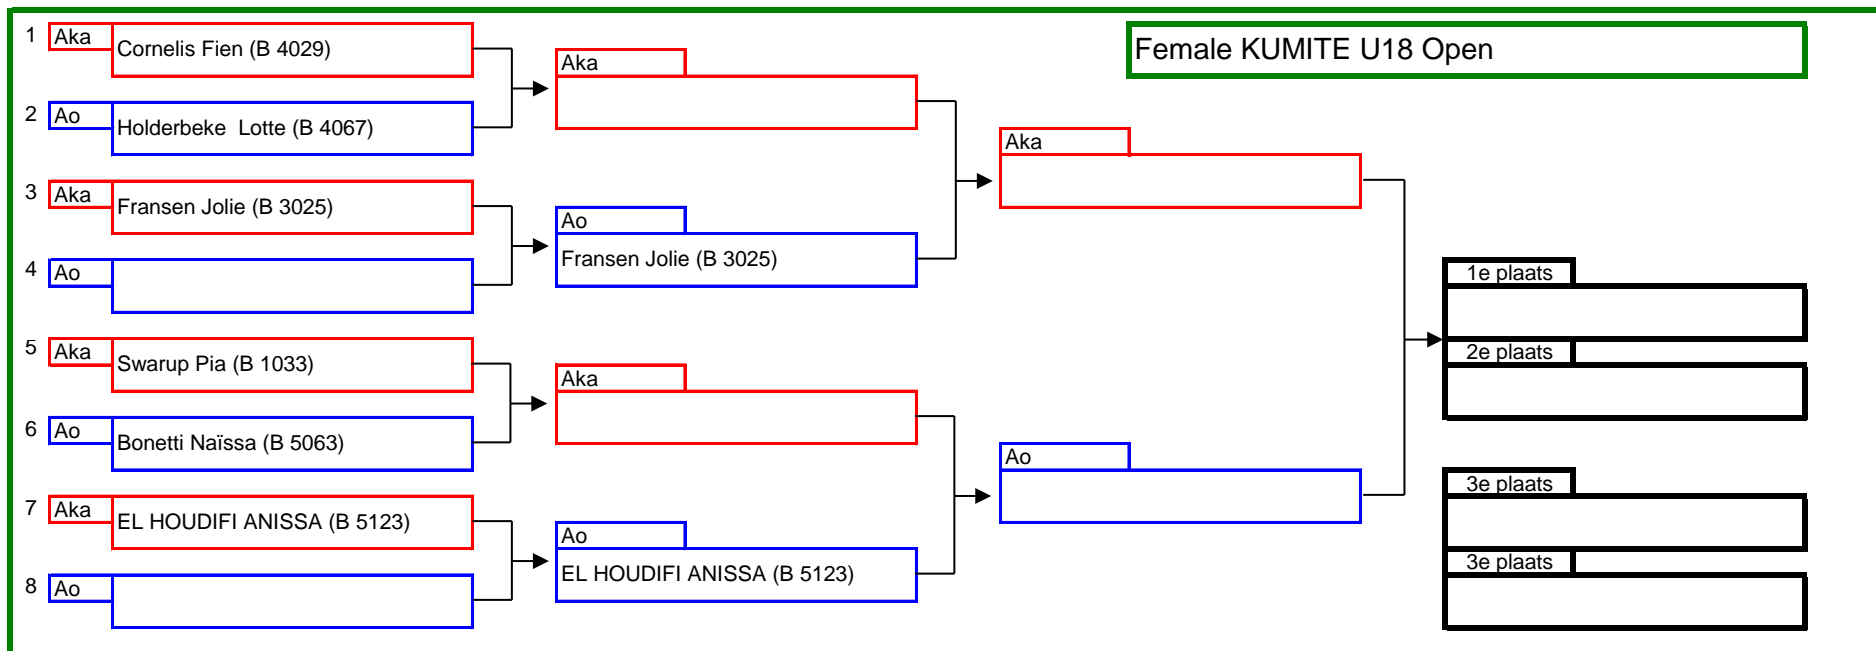 Female KUMITE U18 Open
1 Aka
Cornelis Fien (B 4029)
2 Ao
Holderbeke  Lotte (B 4067)
3 Aka
Fransen Jolie (B 3025)
4 Ao
5 Aka
Swarup Pia (B 1033)
6 Ao
Bonetti Naïssa (B 5063)
7 Aka
EL HOUDIFI ANISSA (B 5123)
8 Ao
Aka
Ao
Fransen Jolie (B 3025)
Aka
Ao
EL HOUDIFI ANISSA (B 5123)
Aka
Ao
1e plaats
2e plaats
3e plaats
3e plaats